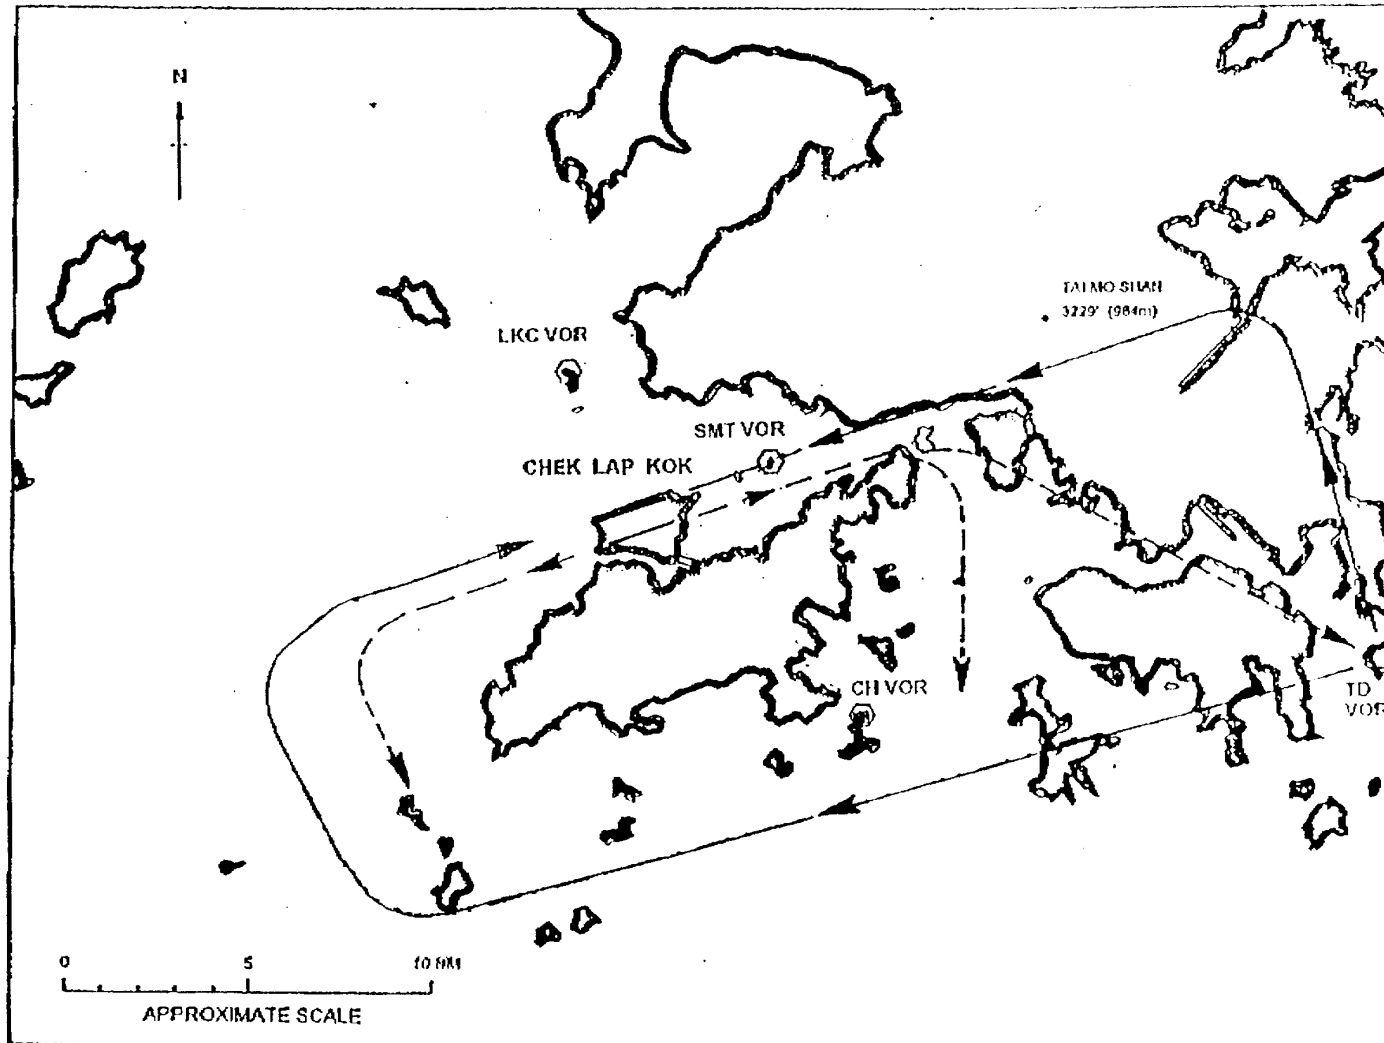 N
TAI MO SHAN
3229' (984m)
LKC VOR
SMT VOR
CHEK LAP KOK
CH VOR
TD
VOR
0 5 10 NM
APPROXIMATE SCALE